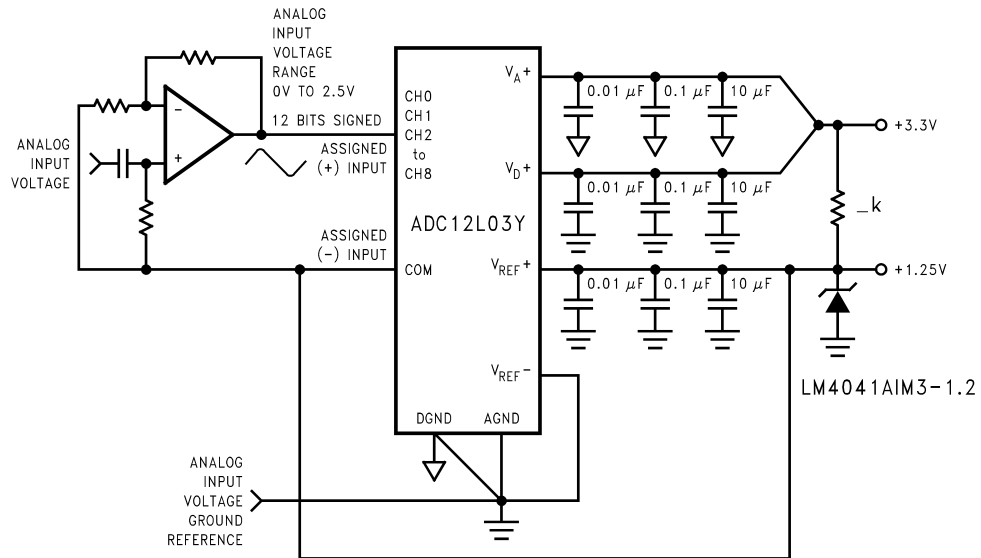 ANALOG
INPUT
VOLTAGE
RANGE
0V TO 2.5V
12 BITS SIGNED
ANALOG
INPUT
VOLTAGE
-
+
ASSIGNED
(+) INPUT
ASSIGNED
(-) INPUT
CH0
CH1
CH2
to
CH8
ADC12L03Y
COM
VA+
VD+
VREF+
VREF-
DGND
AGND
0.01 μF
0.1 μF
10 μF
0.01 μF
0.1 μF
10 μF
0.01 μF
0.1 μF
10 μF
+3.3V
_k
+1.25V
LM4041AIM3-1.2
ANALOG
INPUT
VOLTAGE
GROUND
REFERENCE